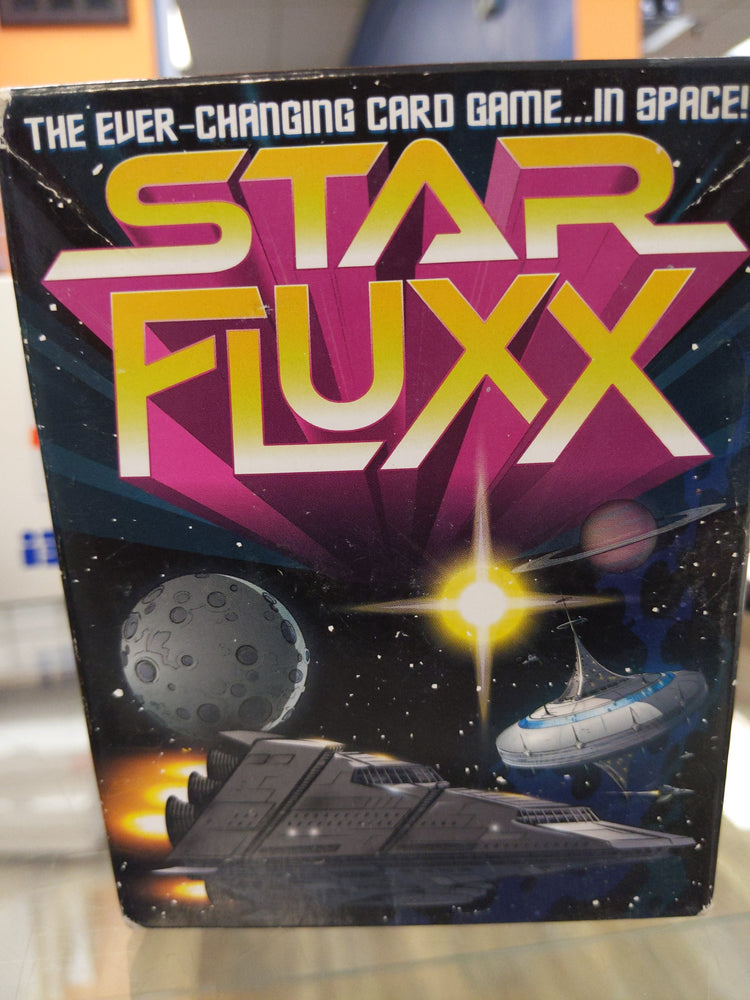 THE EVER-CHANGING CARD GAME...IN SPACE!
STAR
FLUXX